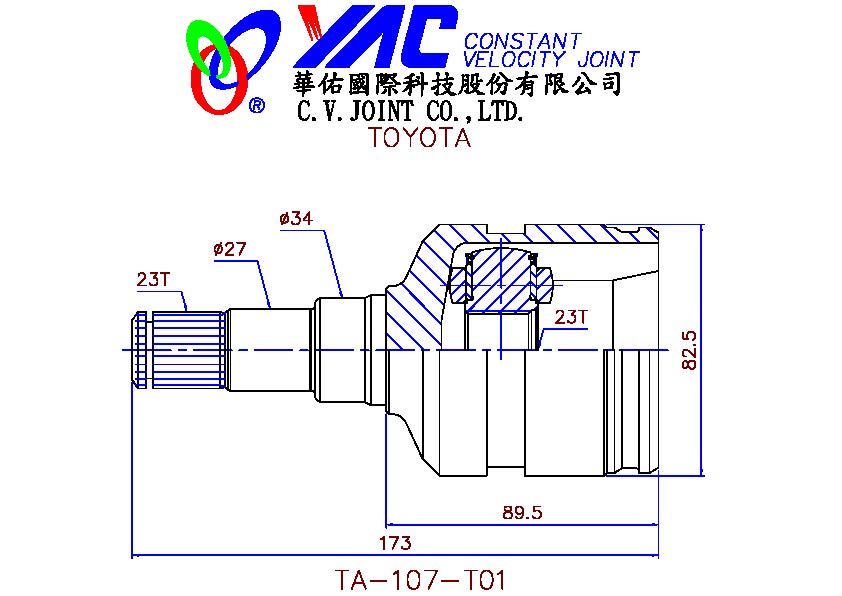 YAC CONSTANT
VELOCITY JOINT
®
華佑國際科技股份有限公司
C.V.JOINT CO.,LTD.
TOYOTA
ø34
ø27
23T
23T
82.5
89.5
173
TA-107-T01